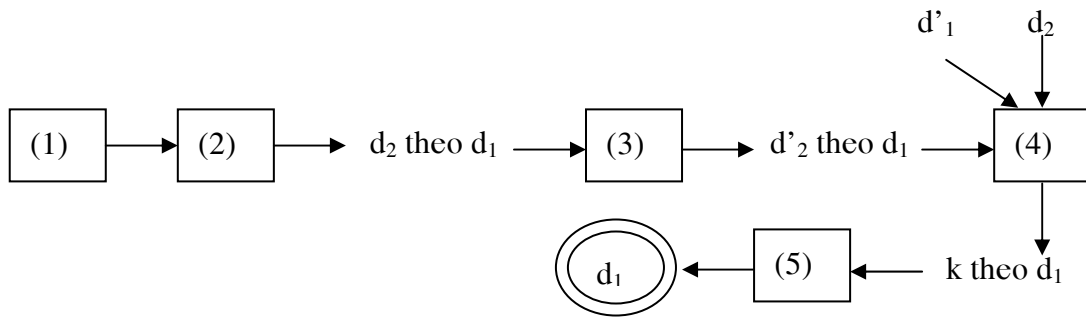 d’₁ d₂
(1) (2) d₂ theo d₁ (3) d’₂ theo d₁ (4)
d₁ (5) k theo d₁